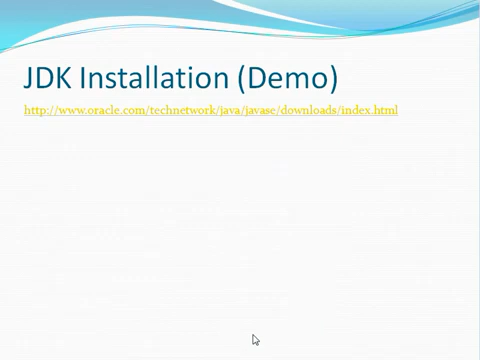 JDK Installation (Demo)
http://www.oracle.com/technetwork/java/javase/downloads/index.html